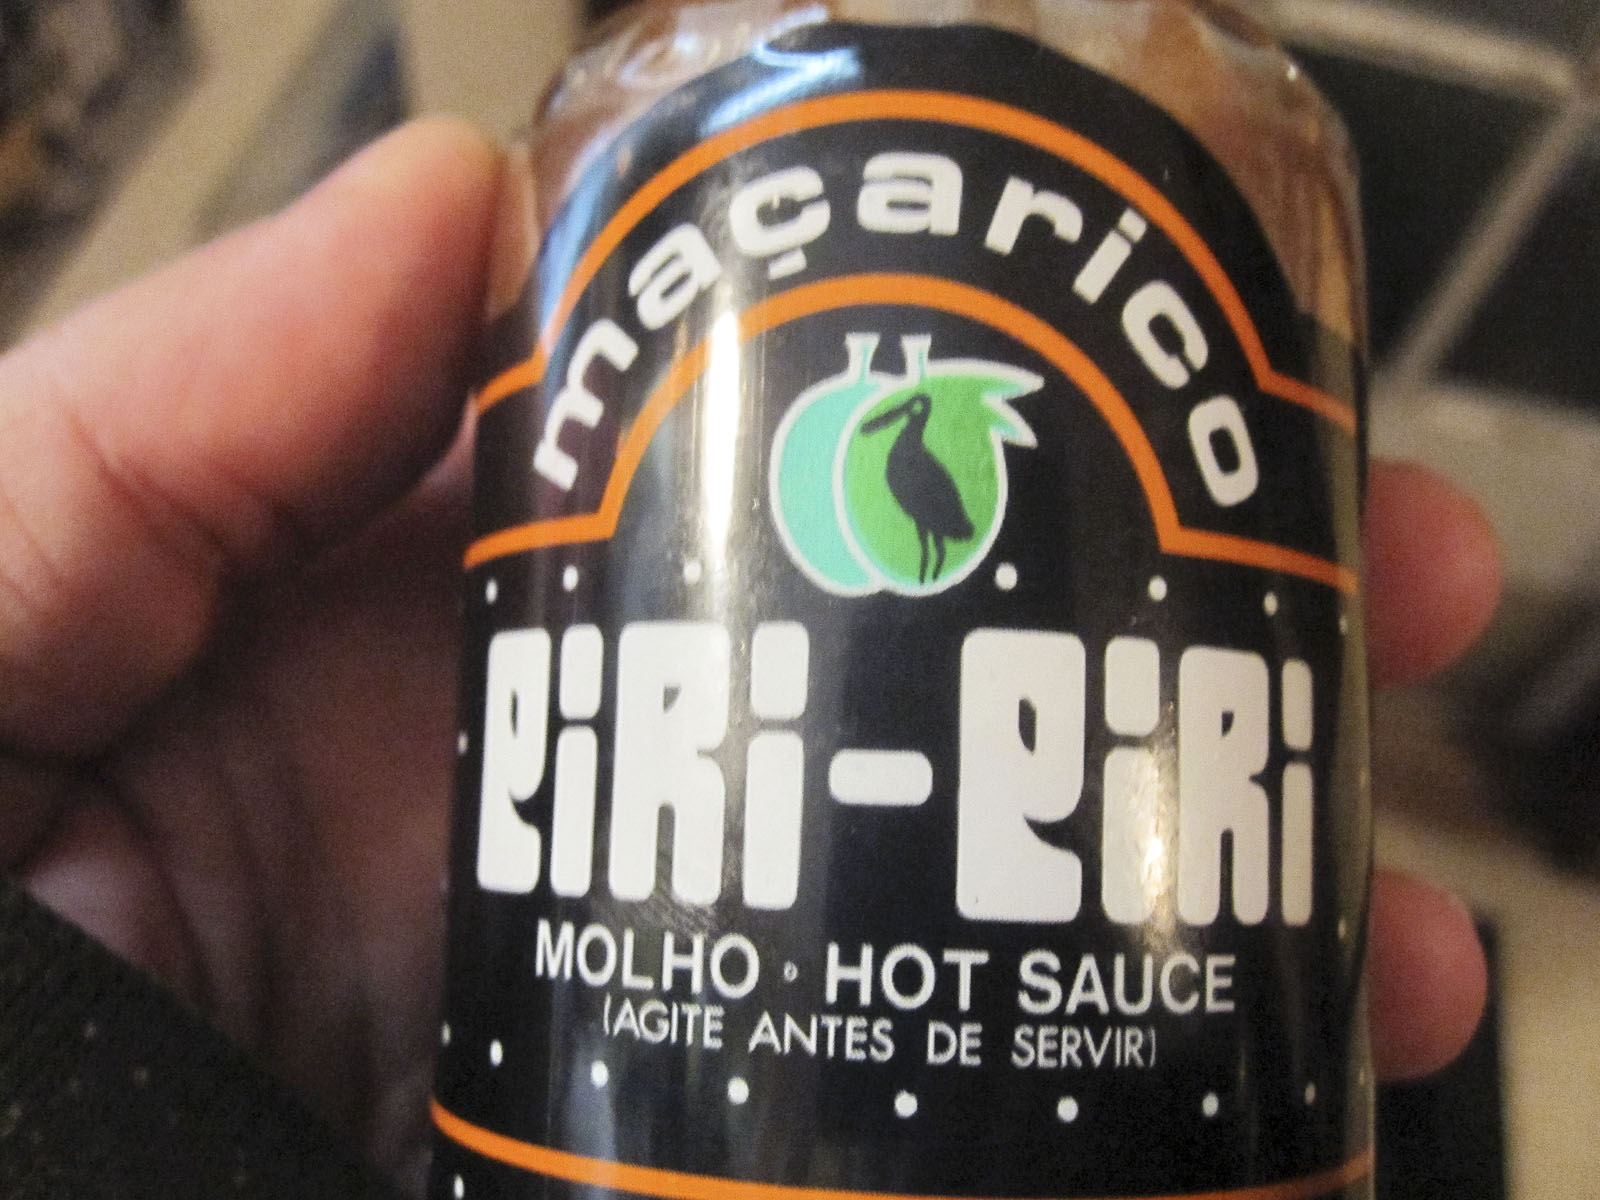 maçarico
PiRi-PiRi
MOLHO • HOT SAUCE
(AGITE ANTES DE SERVIR)